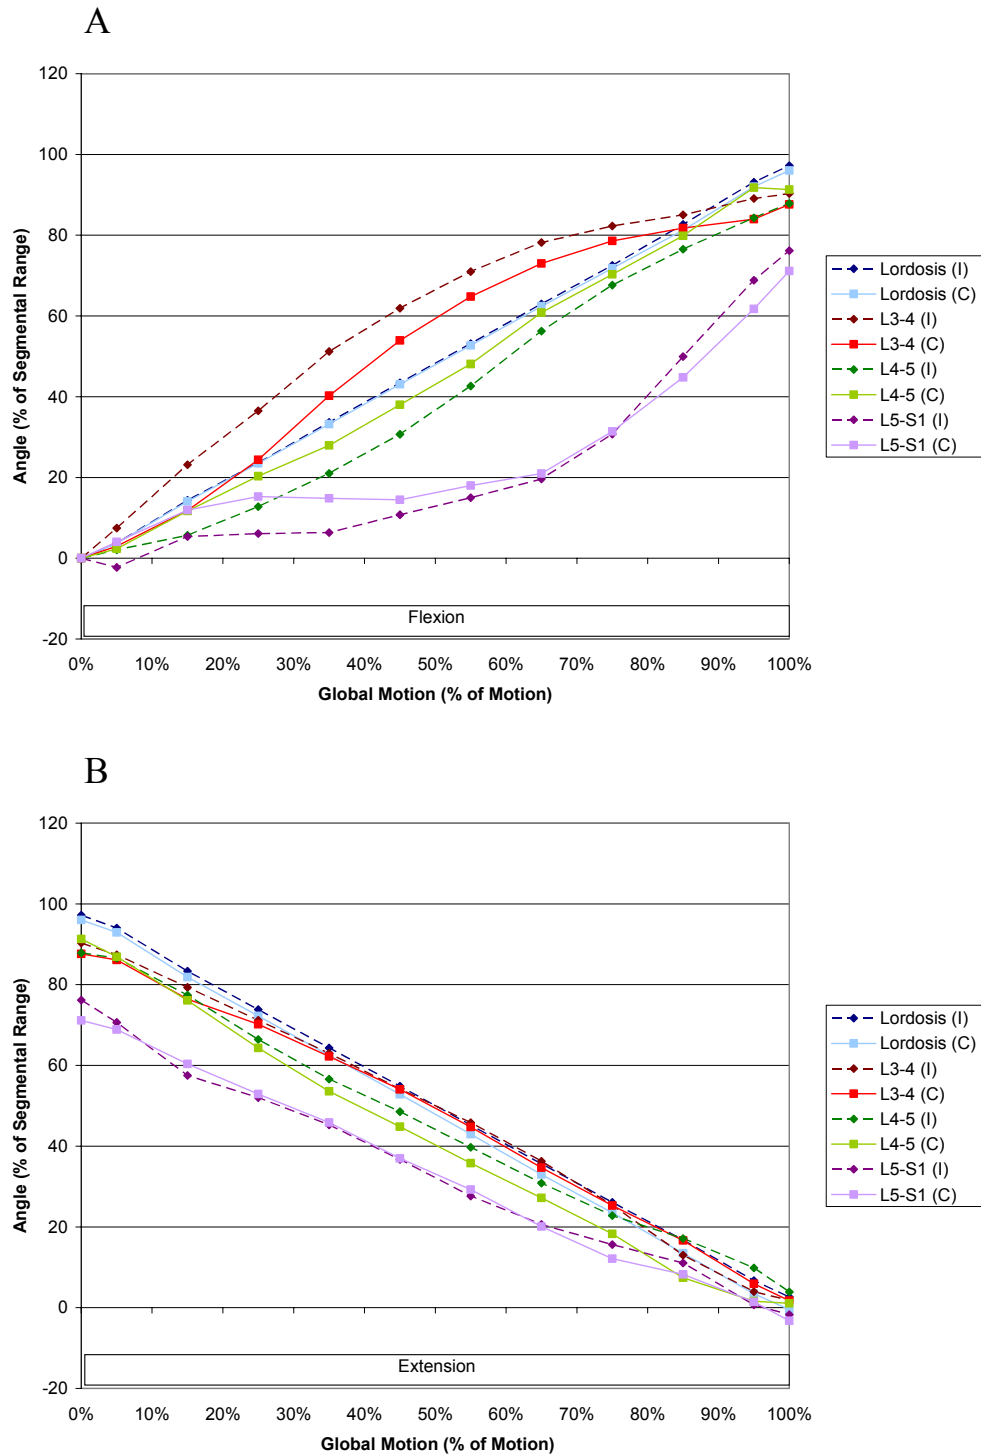 A
120
100
80
60
40
20
0
-20
Angle (% of Segmental Range)
Flexion
0% 10% 20% 30% 40% 50% 60% 70% 80% 90% 100%
Global Motion (% of Motion)
Lordosis (I)
Lordosis (C)
L3-4 (I)
L3-4 (C)
L4-5 (I)
L4-5 (C)
L5-S1 (I)
L5-S1 (C)
B
120
100
80
60
40
20
0
-20
Angle (% of Segmental Range)
Extension
0% 10% 20% 30% 40% 50% 60% 70% 80% 90% 100%
Global Motion (% of Motion)
Lordosis (I)
Lordosis (C)
L3-4 (I)
L3-4 (C)
L4-5 (I)
L4-5 (C)
L5-S1 (I)
L5-S1 (C)